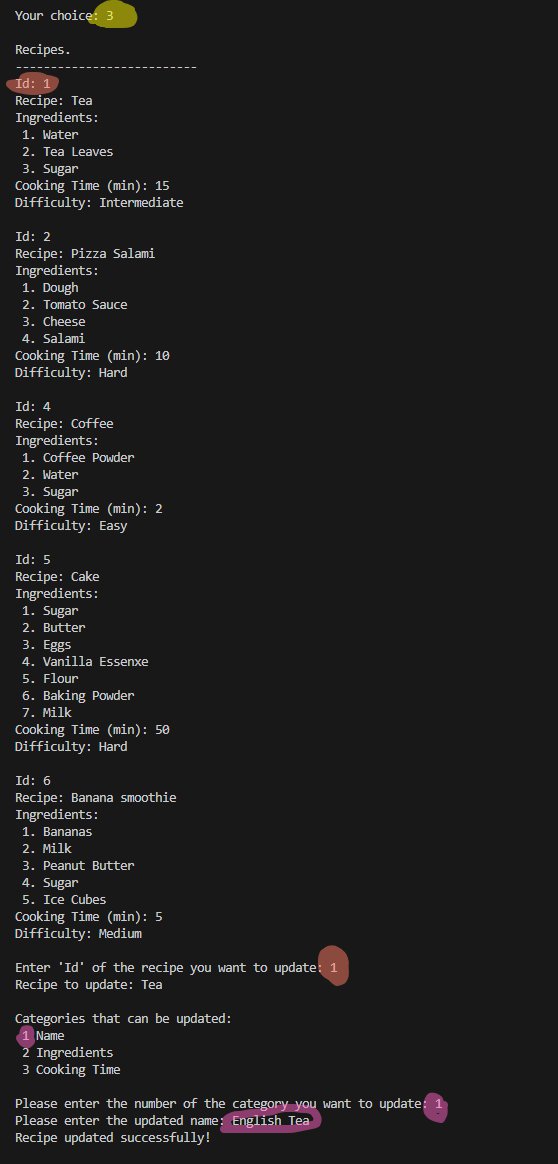 Your choice: 3
Recipes.
--------------------------
Id: 1
Recipe: Tea
Ingredients:
1. Water
2. Tea Leaves
3. Sugar
Cooking Time (min): 15
Difficulty: Intermediate
Id: 2
Recipe: Pizza Salami
Ingredients:
1. Dough
2. Tomato Sauce
3. Cheese
4. Salami
Cooking Time (min): 10
Difficulty: Hard
Id: 4
Recipe: Coffee
Ingredients:
1. Coffee Powder
2. Water
3. Sugar
Cooking Time (min): 2
Difficulty: Easy
Id: 5
Recipe: Cake
Ingredients:
1. Sugar
2. Butter
3. Eggs
4. Vanilla Essenxe
5. Flour
6. Baking Powder
7. Milk
Cooking Time (min): 50
Difficulty: Hard
Id: 6
Recipe: Banana smoothie
Ingredients:
1. Bananas
2. Milk
3. Peanut Butter
4. Sugar
5. Ice Cubes
Cooking Time (min): 5
Difficulty: Medium
Enter 'Id' of the recipe you want to update: 1
Recipe to update: Tea
Categories that can be updated:
1 Name
2 Ingredients
3 Cooking Time
Please enter the number of the category you want to update: 1
Please enter the updated name: English Tea
Recipe updated successfully!